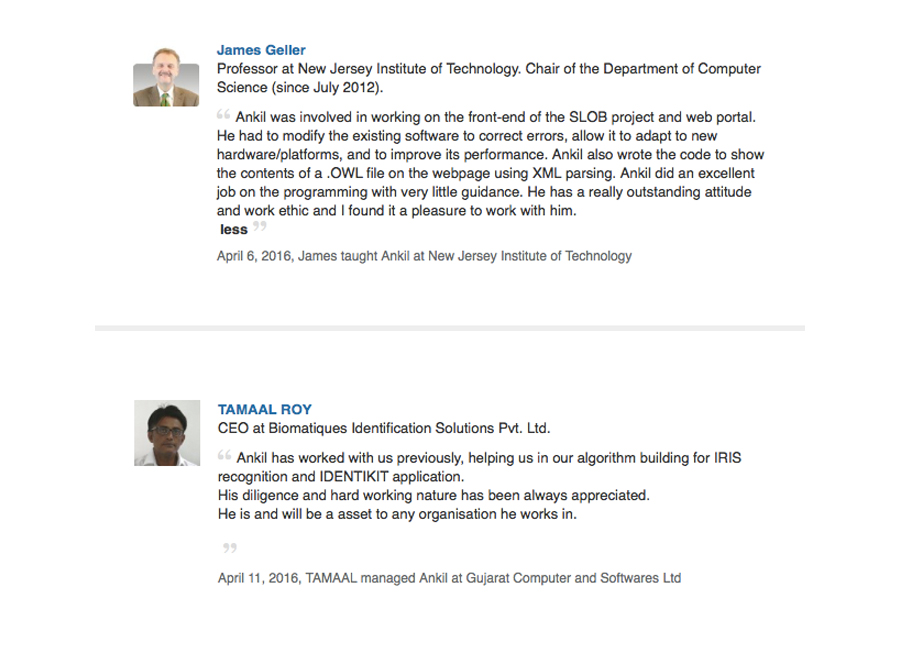 James Geller
Professor at New Jersey Institute of Technology. Chair of the Department of Computer
Science (since July 2012).
“ Ankil was involved in working on the front-end of the SLOB project and web portal.
He had to modify the existing software to correct errors, allow it to adapt to new
hardware/platforms, and to improve its performance. Ankil also wrote the code to show
the contents of a .OWL file on the webpage using XML parsing. Ankil did an excellent
job on the programming with very little guidance. He has a really outstanding attitude
and work ethic and I found it a pleasure to work with him.
less ”
April 6, 2016, James taught Ankil at New Jersey Institute of Technology
TAMAAL ROY
CEO at Biomatiques Identification Solutions Pvt. Ltd.
“ Ankil has worked with us previously, helping us in our algorithm building for IRIS
recognition and IDENTIKIT application.
His diligence and hard working nature has been always appreciated.
He is and will be a asset to any organisation he works in.
”
April 11, 2016, TAMAAL managed Ankil at Gujarat Computer and Softwares Ltd